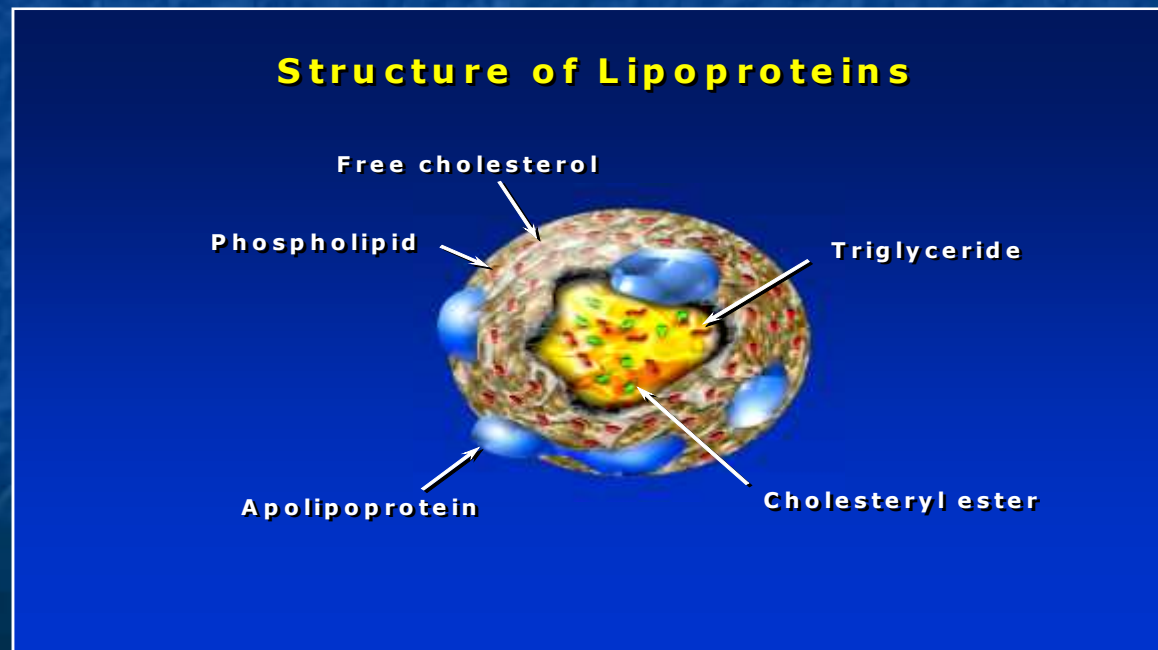 Structure of Lipoproteins
Free cholesterol
Phospholipid
Triglyceride
Apolipoprotein
Cholesteryl ester